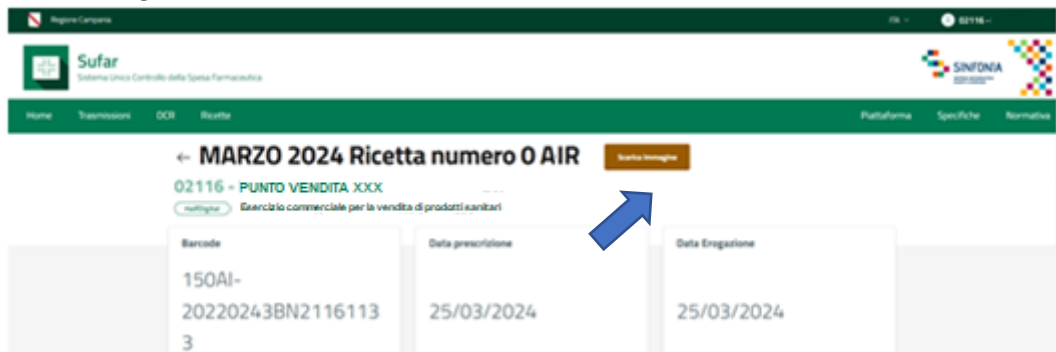 Regione Campania
ITA
02116-
Sufar
Sistema Unico Controllo della Spesa Farmaceutica
SINFONIA
Home Trasmissioni DCR Ricette Piattaforma Specifiche Normativa
← MARZO 2024 Ricetta numero 0 AIR
Scarica Immagine
02116 - PUNTO VENDITA XXX
Esercizio commerciale per la vendita di prodotti sanitari
Barcode Data prescrizione Data Erogazione
150AI-
20220243BN2116113
3
25/03/2024 25/03/2024